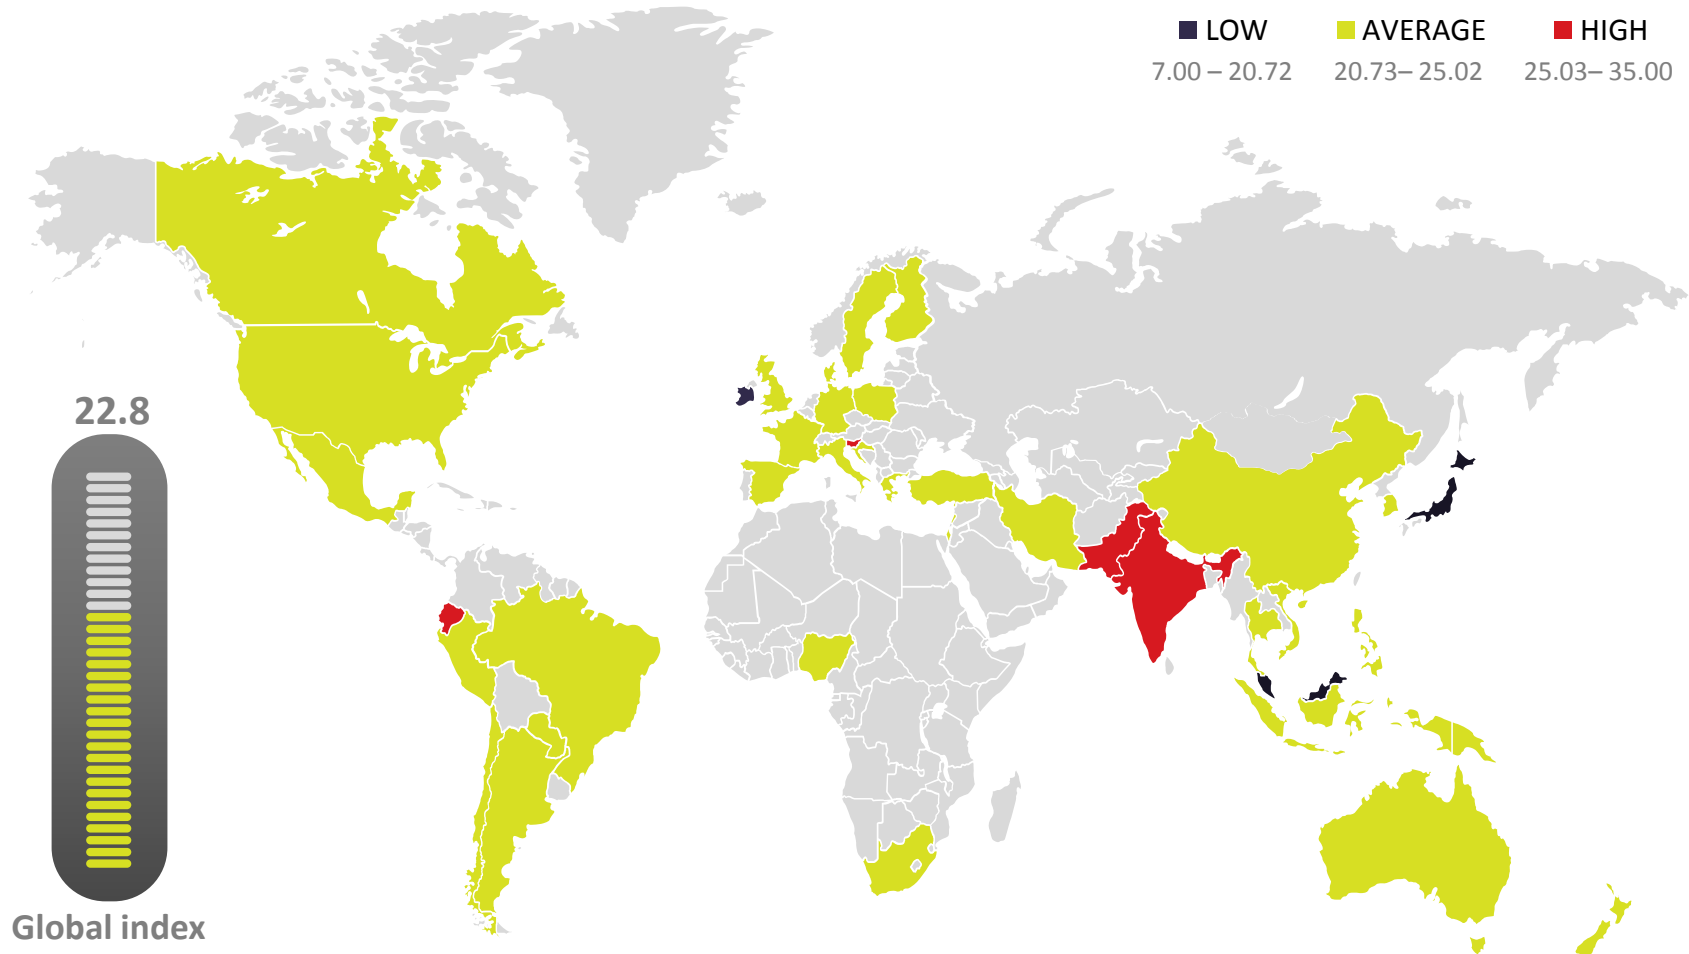 LOW AVERAGE HIGH
7.00 – 20.72 20.73– 25.02 25.03– 35.00
22.8
Global index